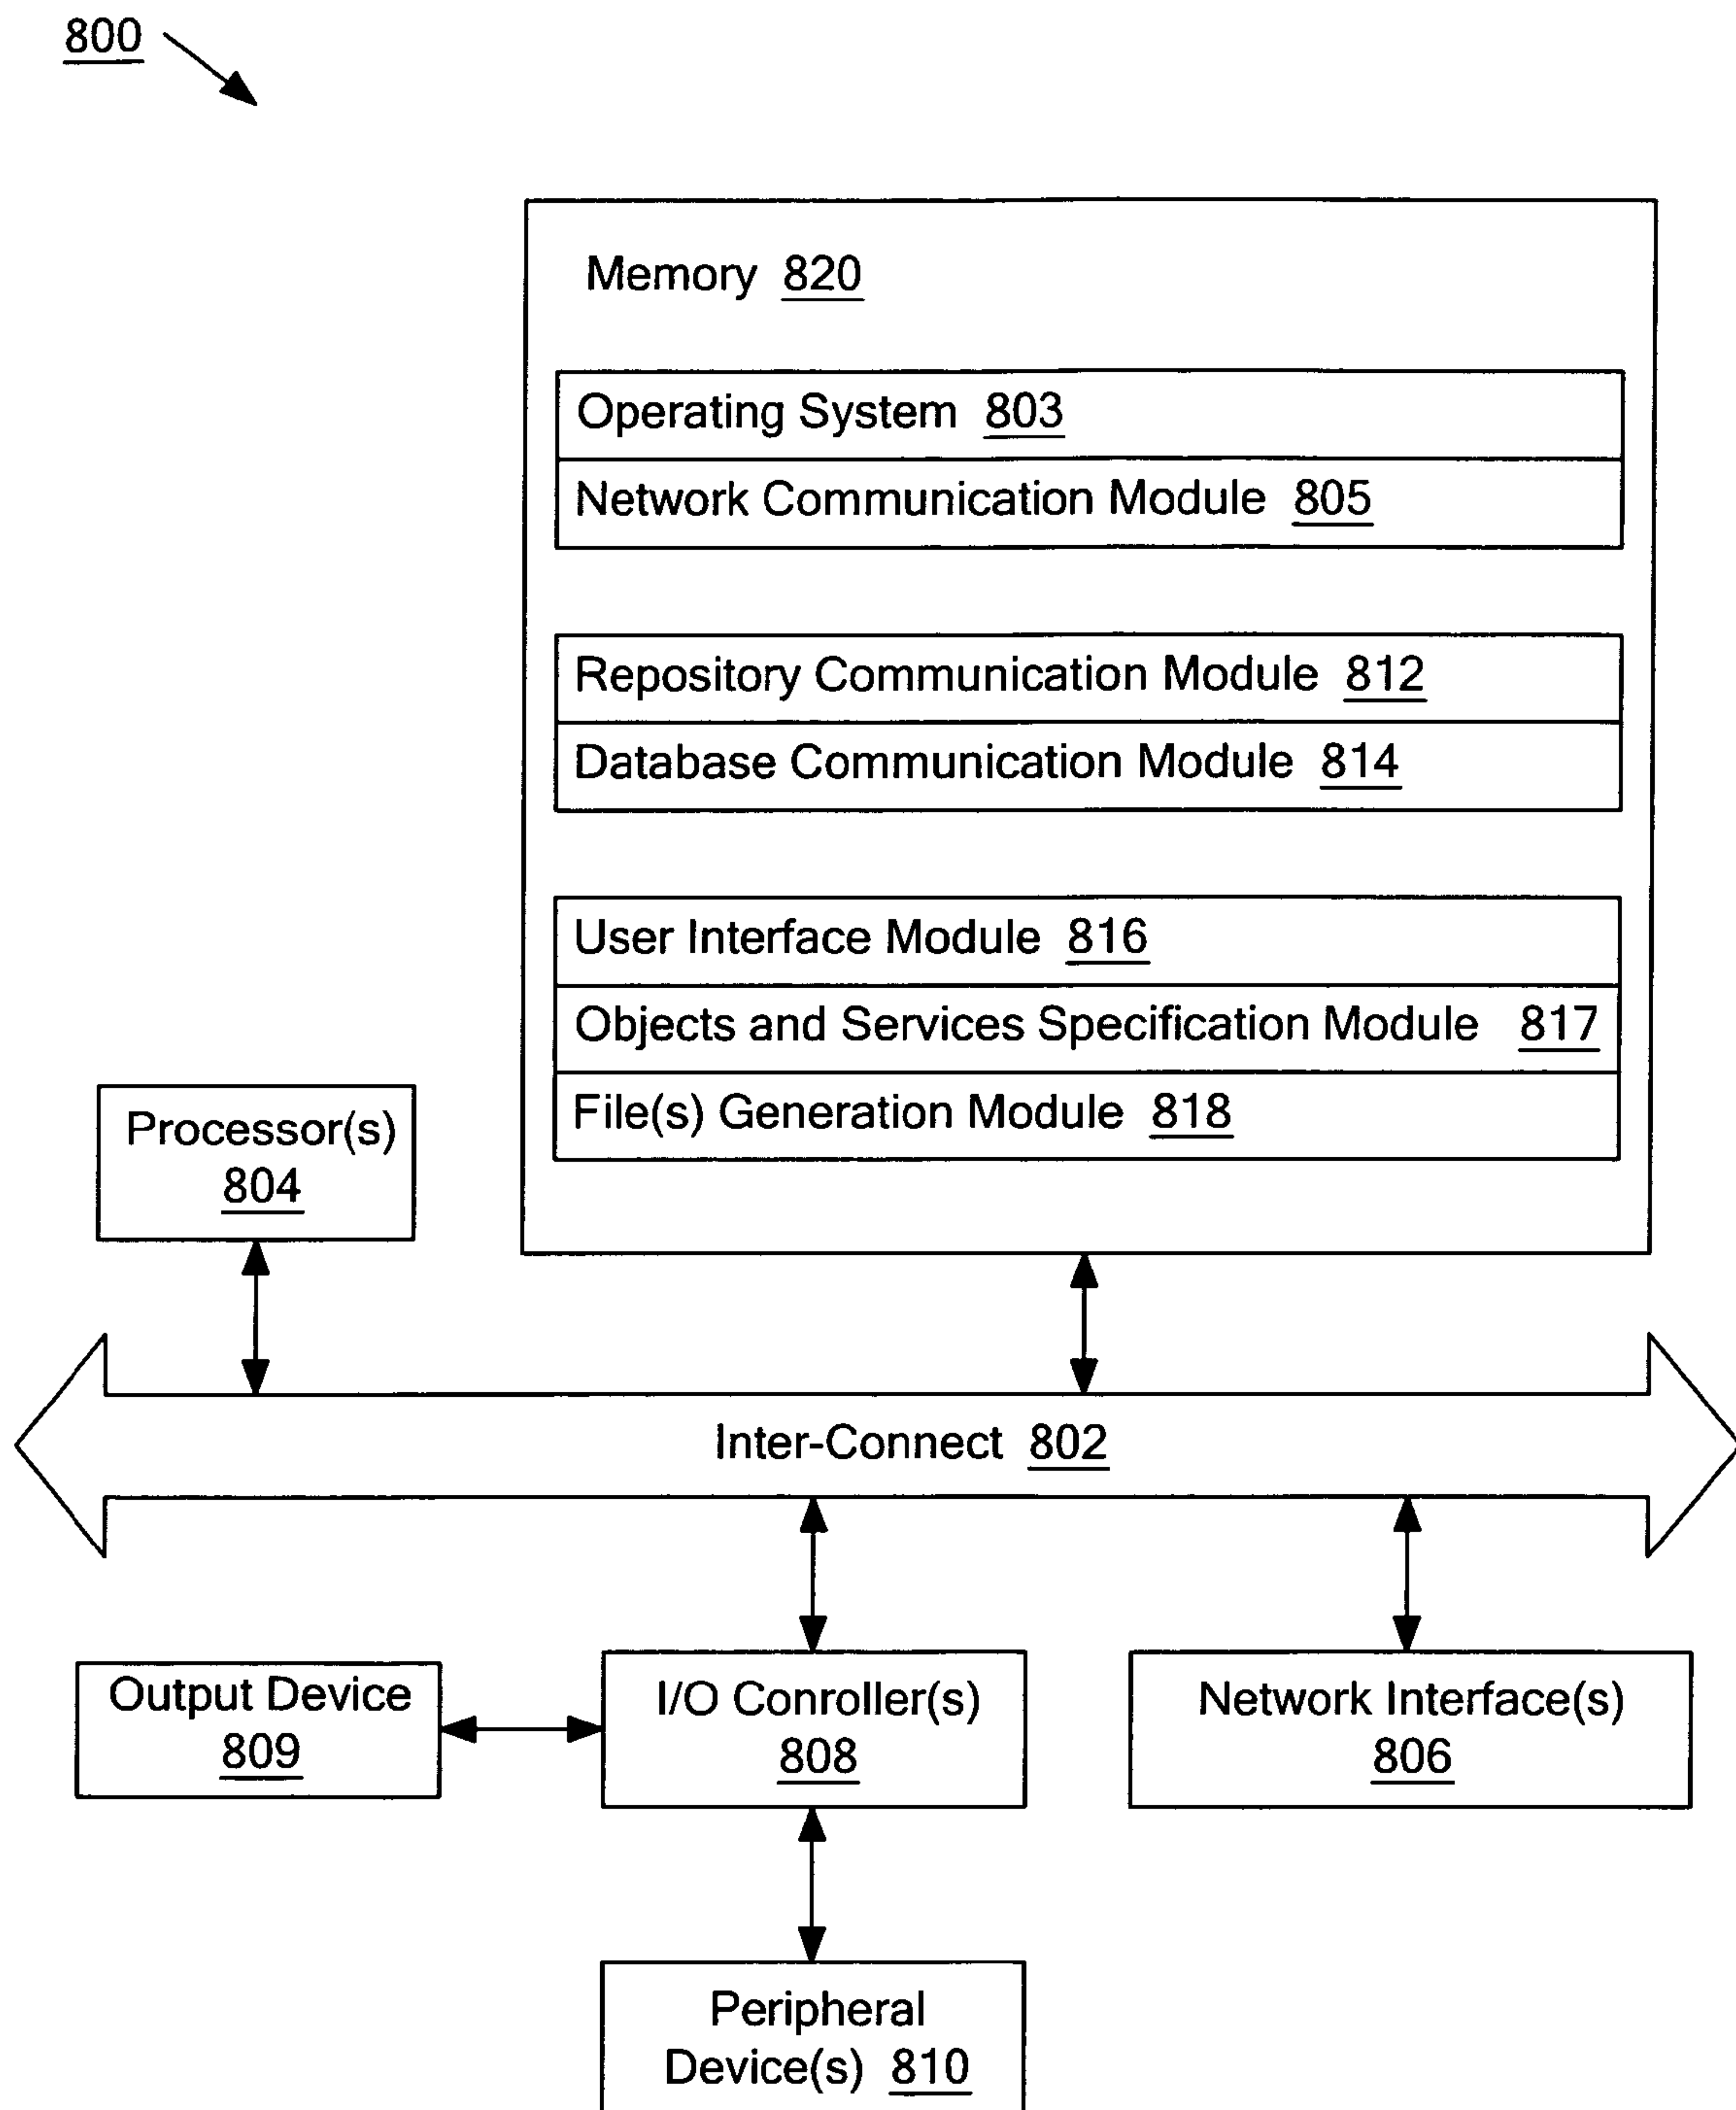 800
Memory 820
Operating System 803
Network Communication Module 805
Repository Communication Module 812
Database Communication Module 814
User Interface Module 816
Objects and Services Specification Module 817
File(s) Generation Module 818
Processor(s)
804
Inter-Connect 802
Output Device
809
I/O Conroller(s)
808
Network Interface(s)
806
Peripheral
Device(s) 810